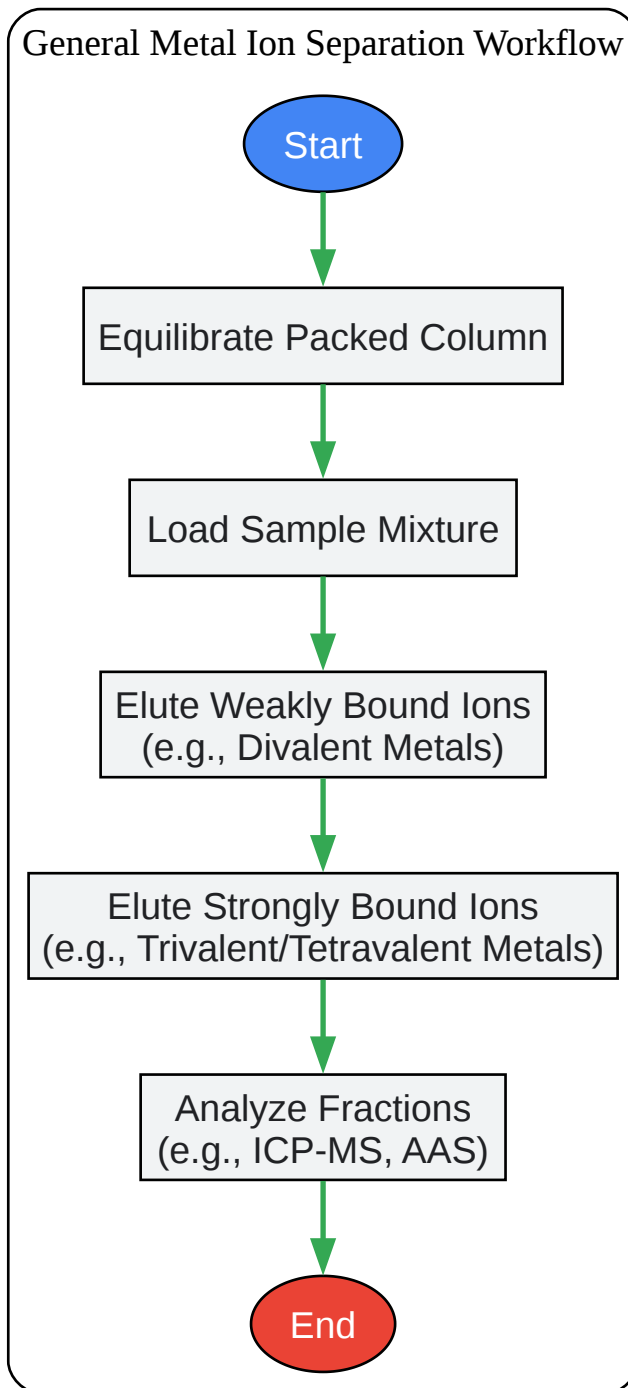 General Metal Ion Separation Workflow
Start
Equilibrate Packed Column
Load Sample Mixture
Elute Weakly Bound Ions
(e.g., Divalent Metals)
Elute Strongly Bound Ions
(e.g., Trivalent/Tetravalent Metals)
Analyze Fractions
(e.g., ICP-MS, AAS)
End